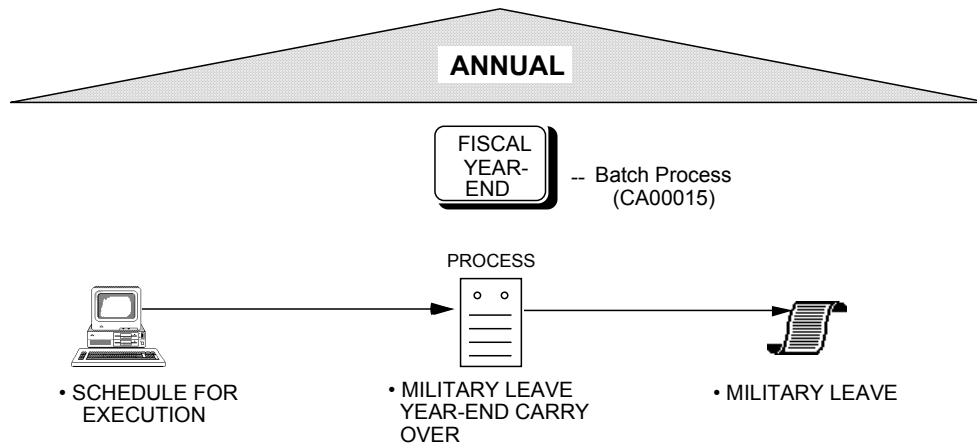 ANNUAL
FISCAL
YEAR-
END
-- Batch Process
(CA00015)
PROCESS
• SCHEDULE FOR
EXECUTION
• MILITARY LEAVE
YEAR-END CARRY
OVER
• MILITARY LEAVE